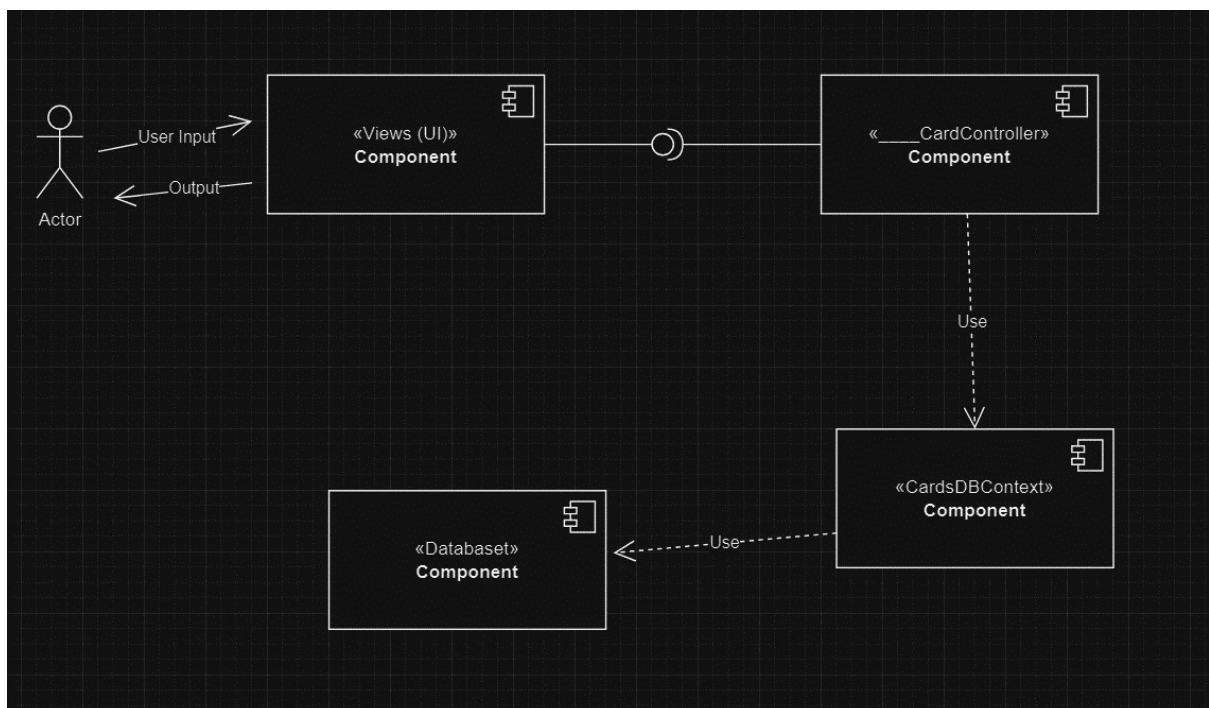 User Input
Output
Actor
«Views (UI)»
Component
«____CardController»
Component
Use
«CardsDBContext»
Component
Use
«Databaset»
Component